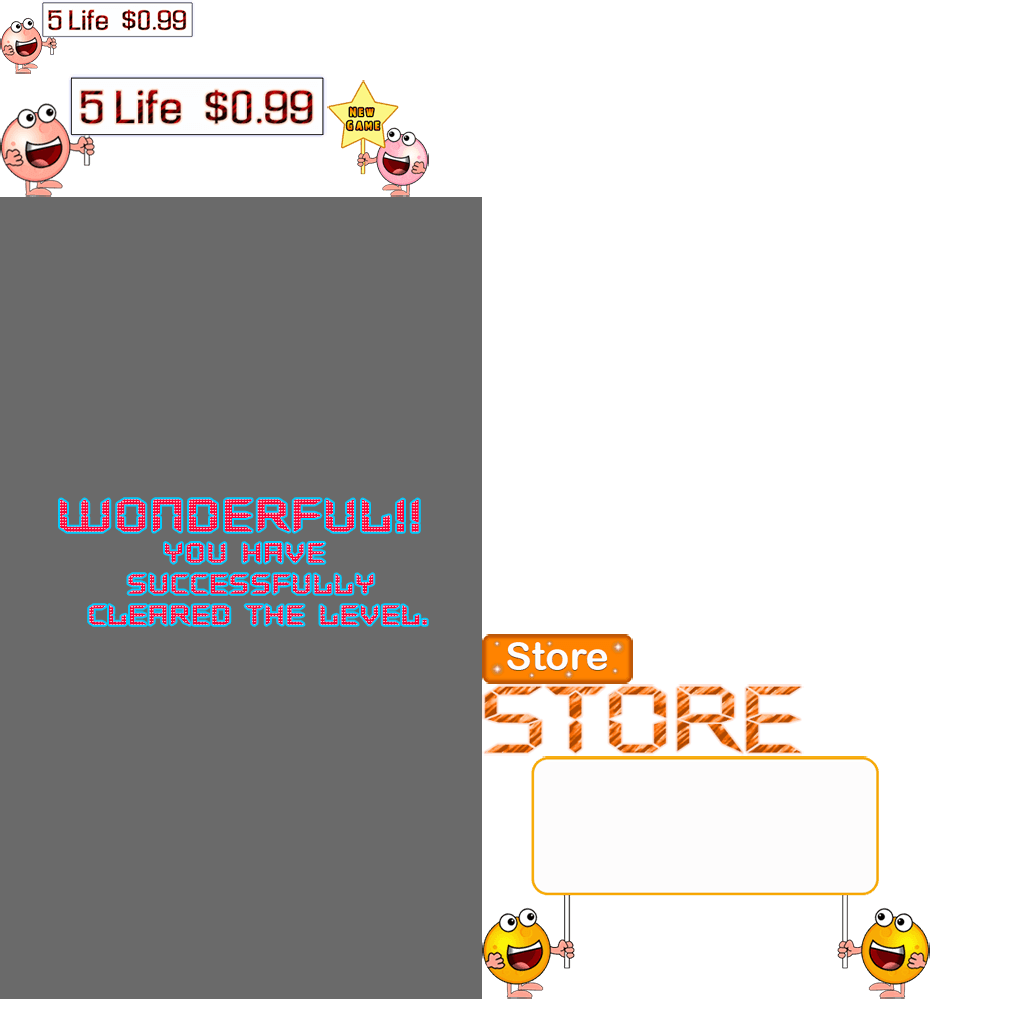 5 Life $0.99
5 Life $0.99
NEW
GAME
WONDERFUL!!
YOU HAVE
SUCCESSFULLY
CLEARED THE LEVEL.
Store
STORE